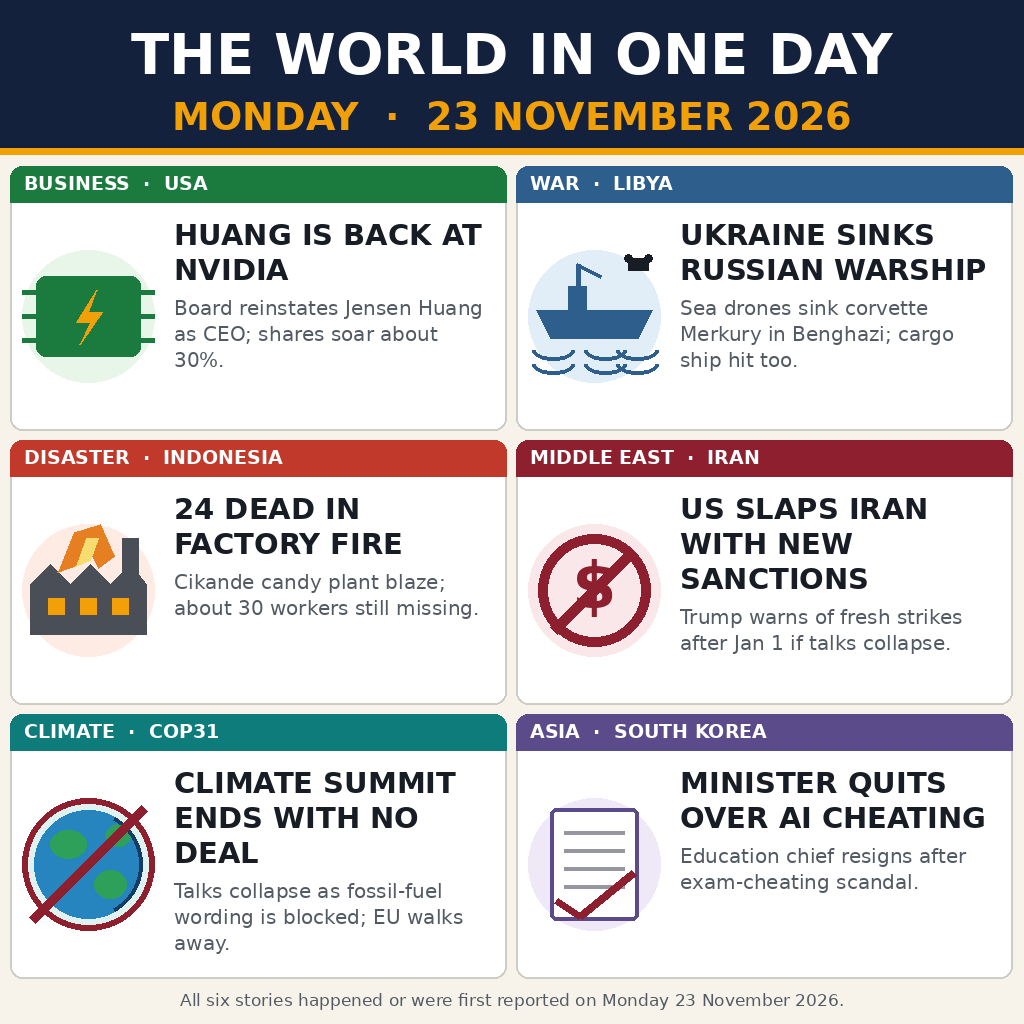 THE WORLD IN ONE DAY
MONDAY · 23 NOVEMBER 2026
BUSINESS · USA
HUANG IS BACK AT
NVIDIA
Board reinstates Jensen Huang
as CEO; shares soar about
30%.
WAR · LIBYA
UKRAINE SINKS
RUSSIAN WARSHIP
Sea drones sink corvette
Merkury in Benghazi; cargo
ship hit too.
DISASTER · INDONESIA
24 DEAD IN
FACTORY FIRE
Cikande candy plant blaze;
about 30 workers still missing.
MIDDLE EAST · IRAN
$
US SLAPS IRAN
WITH NEW
SANCTIONS
Trump warns of fresh strikes
after Jan 1 if talks collapse.
CLIMATE · COP31
CLIMATE SUMMIT
ENDS WITH NO
DEAL
Talks collapse as fossil-fuel
wording is blocked; EU walks
away.
ASIA · SOUTH KOREA
MINISTER QUITS
OVER AI CHEATING
Education chief resigns after
exam-cheating scandal.
All six stories happened or were first reported on Monday 23 November 2026.